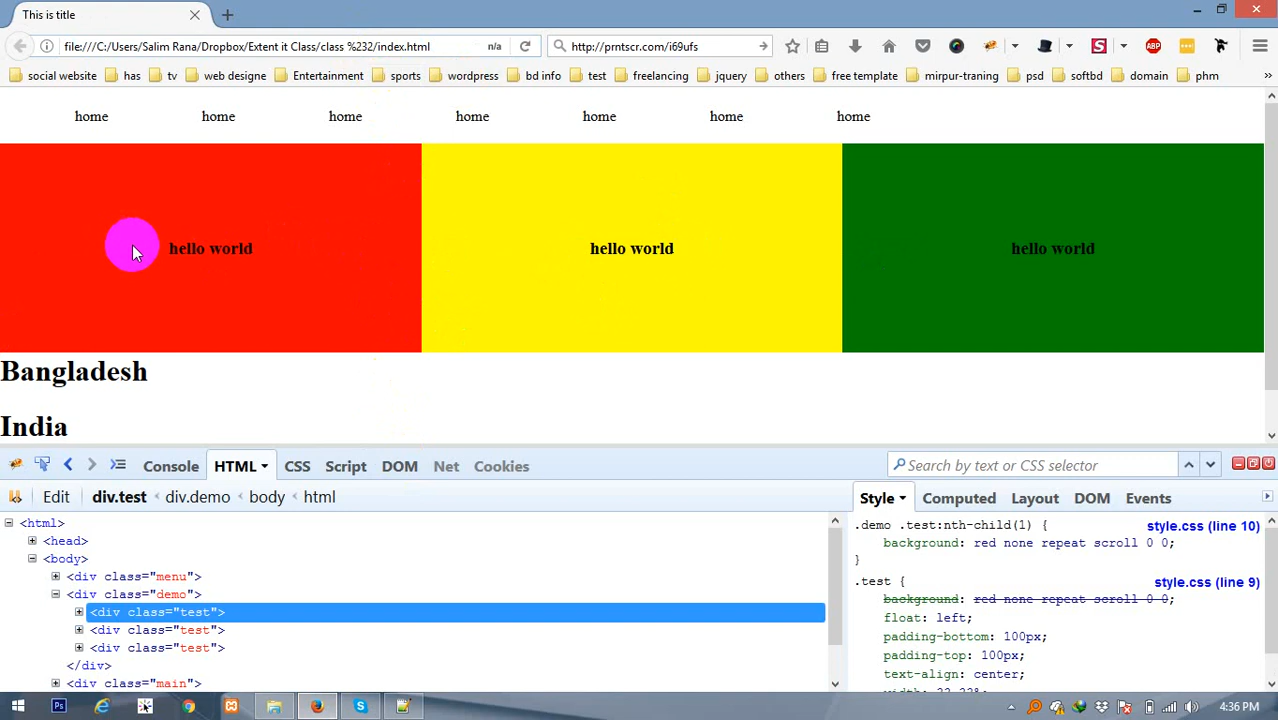 This is title
file:///C:/Users/Salim Rana/Dropbox/Extent it Class/class %232/index.html
n/a
http://prntscr.com/i69ufs
social website has tv web designe Entertainment sports wordpress bd info test freelancing jquery others free template mirpur-traning psd softbd domain phm
home home home home home home home
hello world hello world hello world
Bangladesh
India
Console HTML CSS Script DOM Net Cookies
Search by text or CSS selector
Edit div.test div.demo body html
Style Computed Layout DOM Events
<html>
<head>
<body>
<div class="menu">
<div class="demo">
<div class="test">
<div class="test">
<div class="test">
</div>
<div class="main">
.demo .test:nth-child(1) { style.css (line 10)
background: red none repeat scroll 0 0;
}
.test { style.css (line 9)
background: red none repeat scroll 0 0;
float: left;
padding-bottom: 100px;
padding-top: 100px;
text-align: center;
4:36 PM